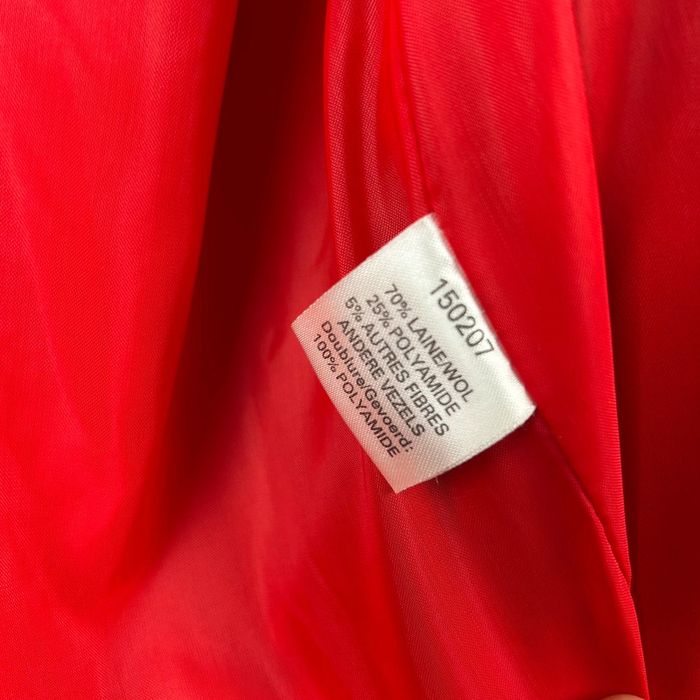 150207
70% LAINE/WOL
25% POLYAMIDE
5% AUTRES FIBRES
ANDERE VEZELS
Doublure/Gevoerd:
100% POLYAMIDE